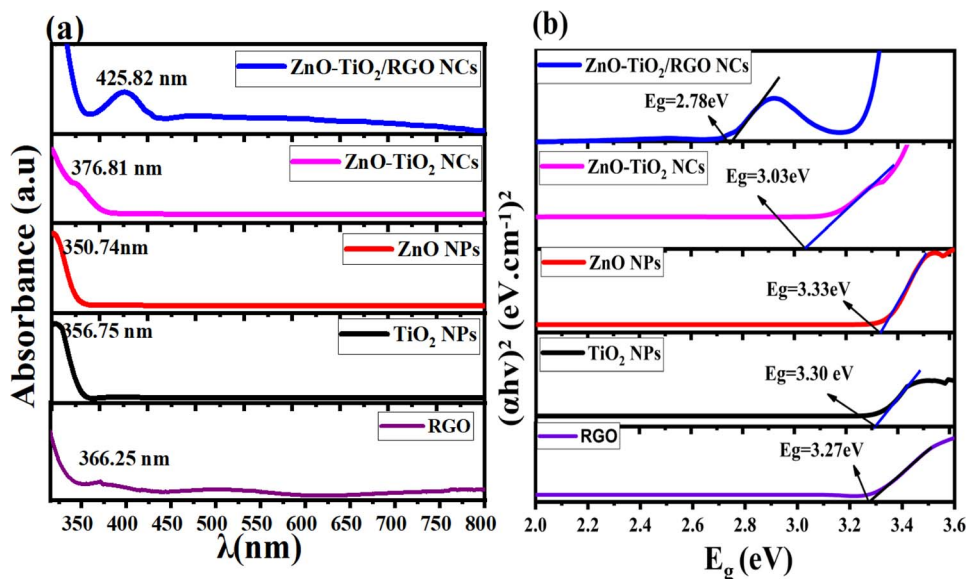 (a)
ZnO-TiO₂/RGO NCs
425.82 nm
ZnO-TiO₂ NCs
376.81 nm
ZnO NPs
350.74nm
TiO₂ NPs
356.75 nm
RGO
366.25 nm
Absorbance (a.u)
350 400 450 500 550 600 650 700 750 800
λ(nm)
(b)
ZnO-TiO₂/RGO NCs
Eg=2.78eV
ZnO-TiO₂ NCs
Eg=3.03eV
ZnO NPs
Eg=3.33eV
TiO₂ NPs
Eg=3.30 eV
RGO
Eg=3.27eV
(αhν)² (eV.cm⁻¹)²
2.0 2.2 2.4 2.6 2.8 3.0 3.2 3.4 3.6
E_g (eV)